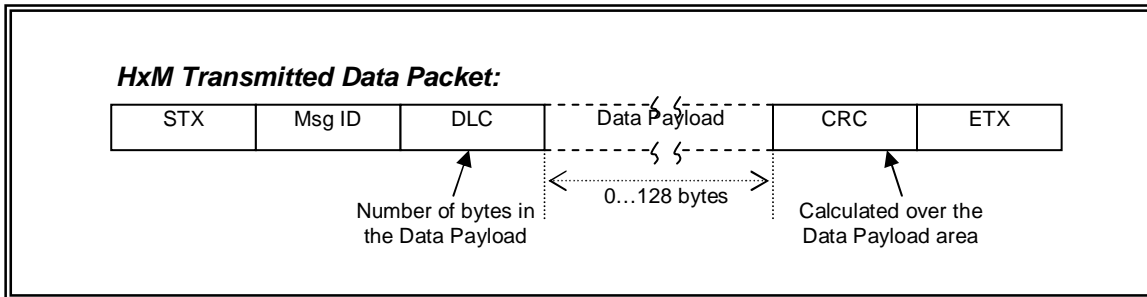 HxM Transmitted Data Packet:
STX Msg ID DLC Data Payload CRC ETX
0…128 bytes
Number of bytes in
the Data Payload
Calculated over the
Data Payload area